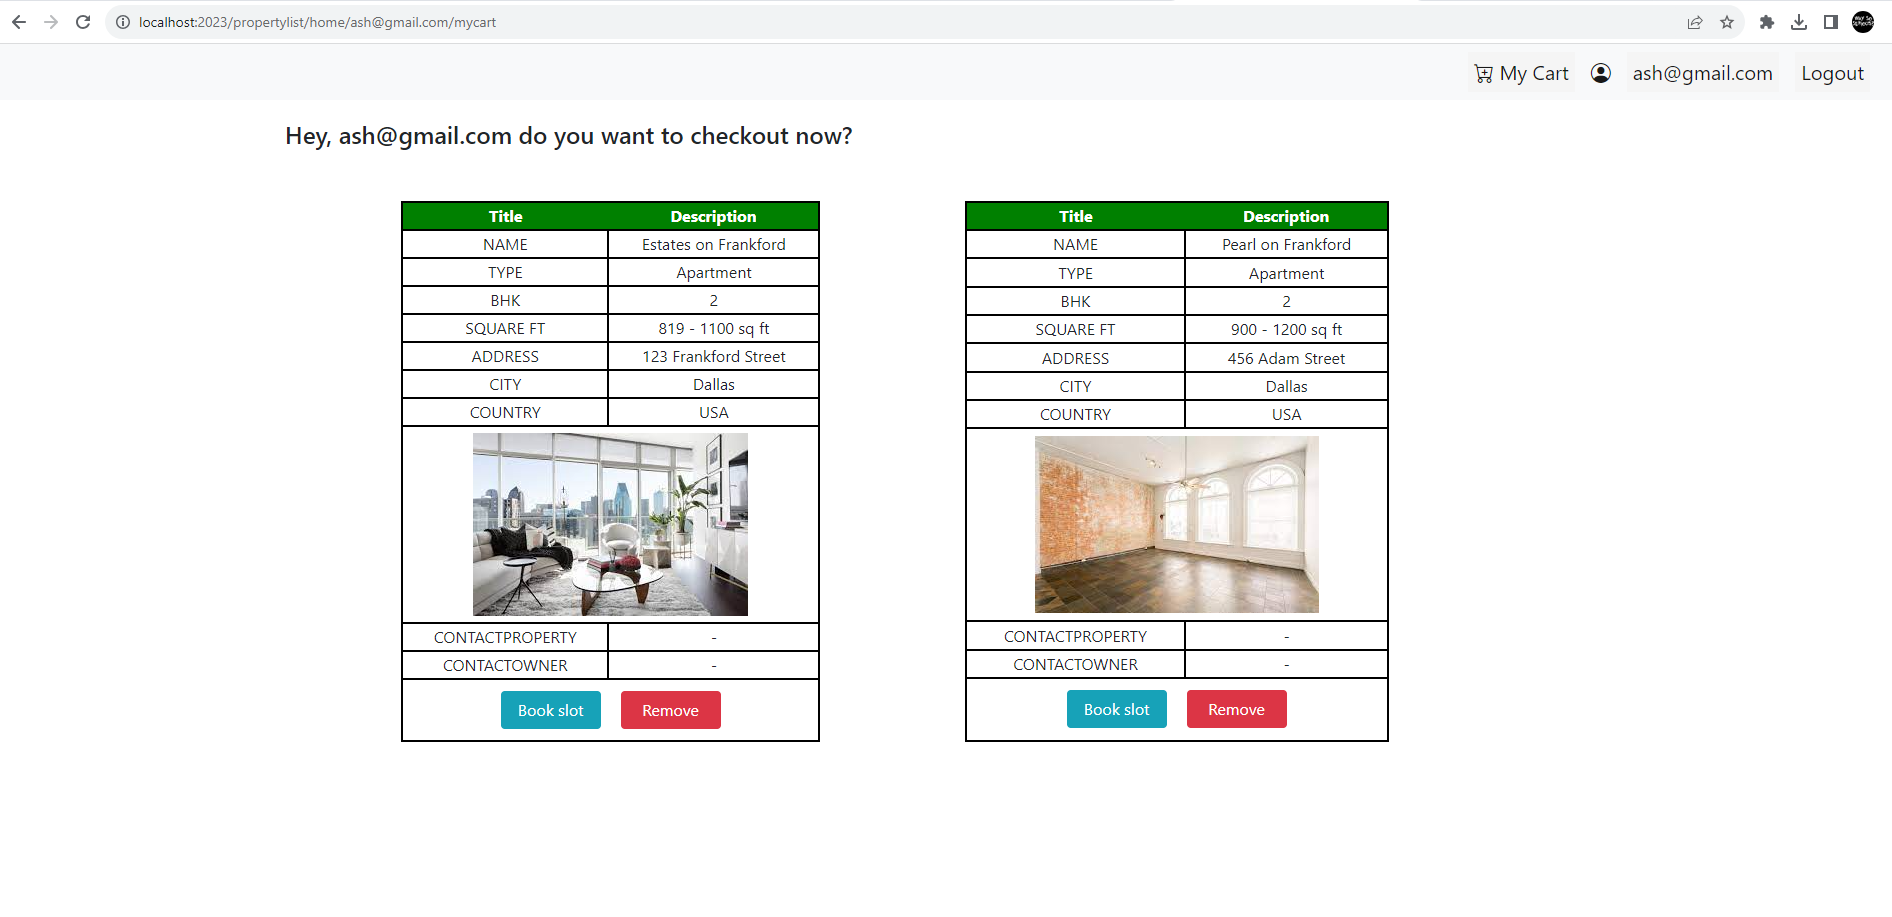 localhost:2023/propertylist/home/ash@gmail.com/mycart
My Cart ash@gmail.com Logout
Hey, ash@gmail.com do you want to checkout now?
Title Description
NAME Estates on Frankford
TYPE Apartment
BHK 2
SQUARE FT 819 - 1100 sq ft
ADDRESS 123 Frankford Street
CITY Dallas
COUNTRY USA
CONTACTPROPERTY -
CONTACTOWNER -
Book slot Remove
Title Description
NAME Pearl on Frankford
TYPE Apartment
BHK 2
SQUARE FT 900 - 1200 sq ft
ADDRESS 456 Adam Street
CITY Dallas
COUNTRY USA
CONTACTPROPERTY -
CONTACTOWNER -
Book slot Remove